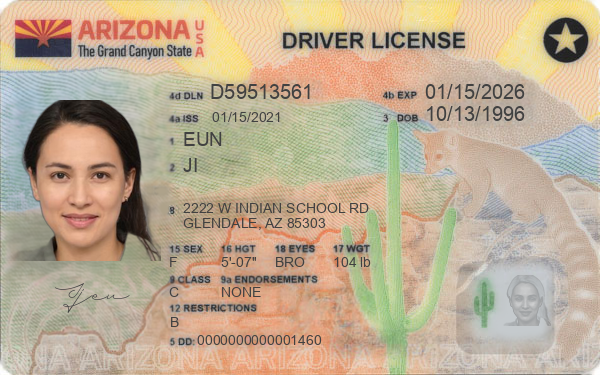 ARIZONA USA
The Grand Canyon State
DRIVER LICENSE
4d DLN D59513561
4b EXP 01/15/2026
4a ISS 01/15/2021
3 DOB 10/13/1996
1 EUN
2 JI
8 2222 W INDIAN SCHOOL RD
GLENDALE, AZ 85303
15 SEX 16 HGT 18 EYES 17 WGT
F 5'-07" BRO 104 lb
9 CLASS 9a ENDORSEMENTS
C NONE
12 RESTRICTIONS
B
5 DD: 0000000000001460
ARIZONA ARIZONA ARIZONA ARIZONA